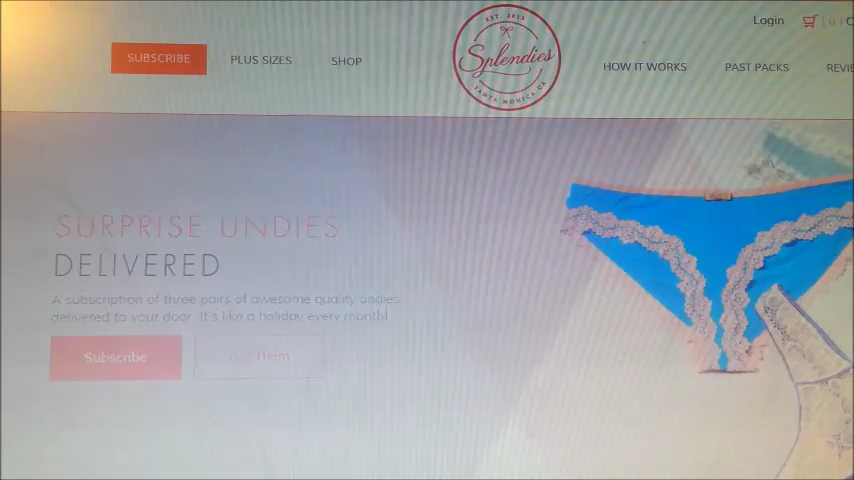 Login
SUBSCRIBE
PLUS SIZES
SHOP
EST. 2013
Splendies
SANTA MONICA, CA
HOW IT WORKS
PAST PACKS
SURPRISE UNDIES
DELIVERED
A subscription of three pairs of awesome quality undies
delivered to your door. It's like a holiday every month!
Subscribe
Them